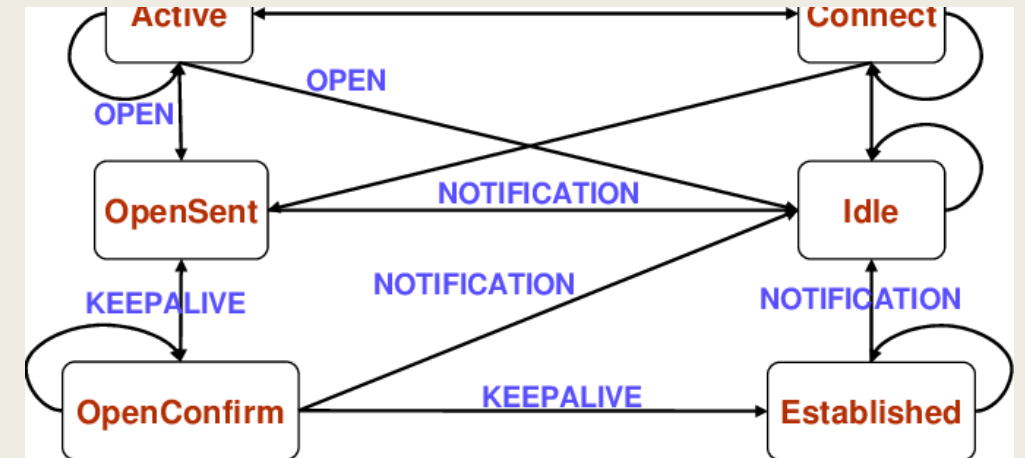 Active
Connect
OPEN
OPEN
NOTIFICATION
OpenSent
Idle
NOTIFICATION
KEEPALIVE
NOTIFICATION
KEEPALIVE
OpenConfirm
Established